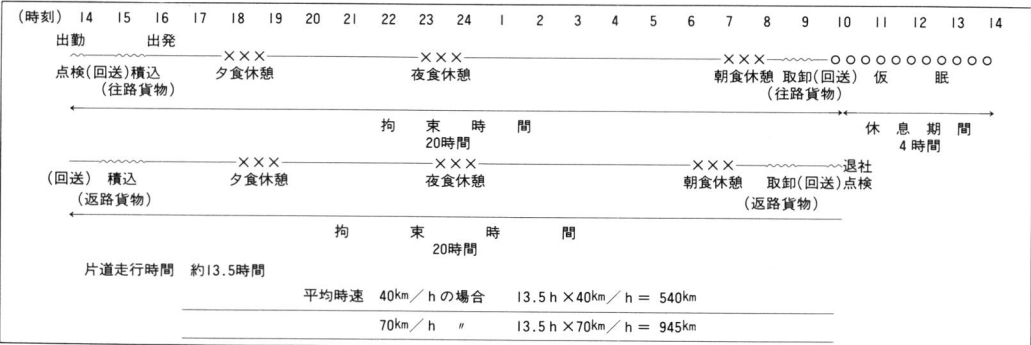 (時刻) 14 15 16 17 18 19 20 21 22 23 24 1 2 3 4 5 6 7 8 9 10 11 12 13 14
出勤 出発
××× ××× ××× ○○○○○○○○○○○
点検(回送)積込 夕食休憩 夜食休憩 朝食休憩 取卸(回送) 仮眠
(往路貨物) (往路貨物)
拘束時間 休息期間
20時間 4時間
××× ××× ××× 退社
(回送) 積込 夕食休憩 夜食休憩 朝食休憩 取卸(回送)点検
(返路貨物) (返路貨物)
拘束時間
20時間
片道走行時間 約13.5時間
平均時速 40km/hの場合 13.5h×40km/h= 540km
70km/h 〃 13.5h×70km/h= 945km